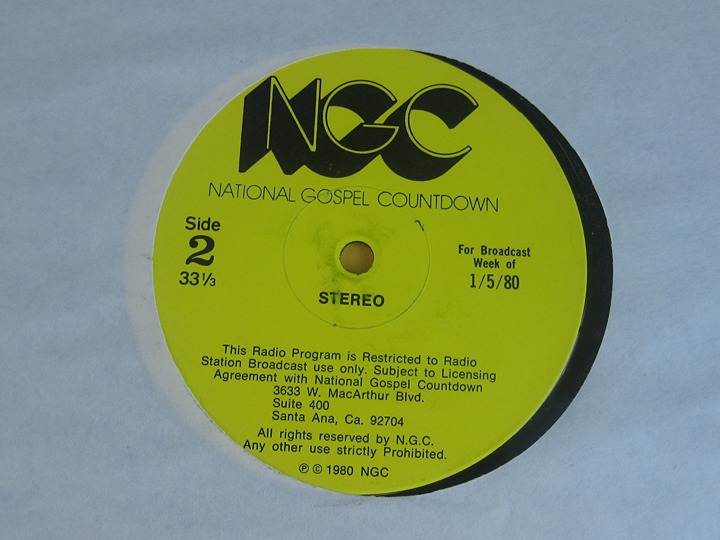 NGC
NATIONAL GOSPEL COUNTDOWN
Side
2
33 1/3
For Broadcast
Week of
1/5/80
STEREO
This Radio Program is Restricted to Radio
Station Broadcast use only. Subject to Licensing
Agreement with National Gospel Countdown
3633 W. MacArthur Blvd.
Suite 400
Santa Ana, Ca. 92704
All rights reserved by N.G.C.
Any other use strictly Prohibited.
℗ © 1980 NGC